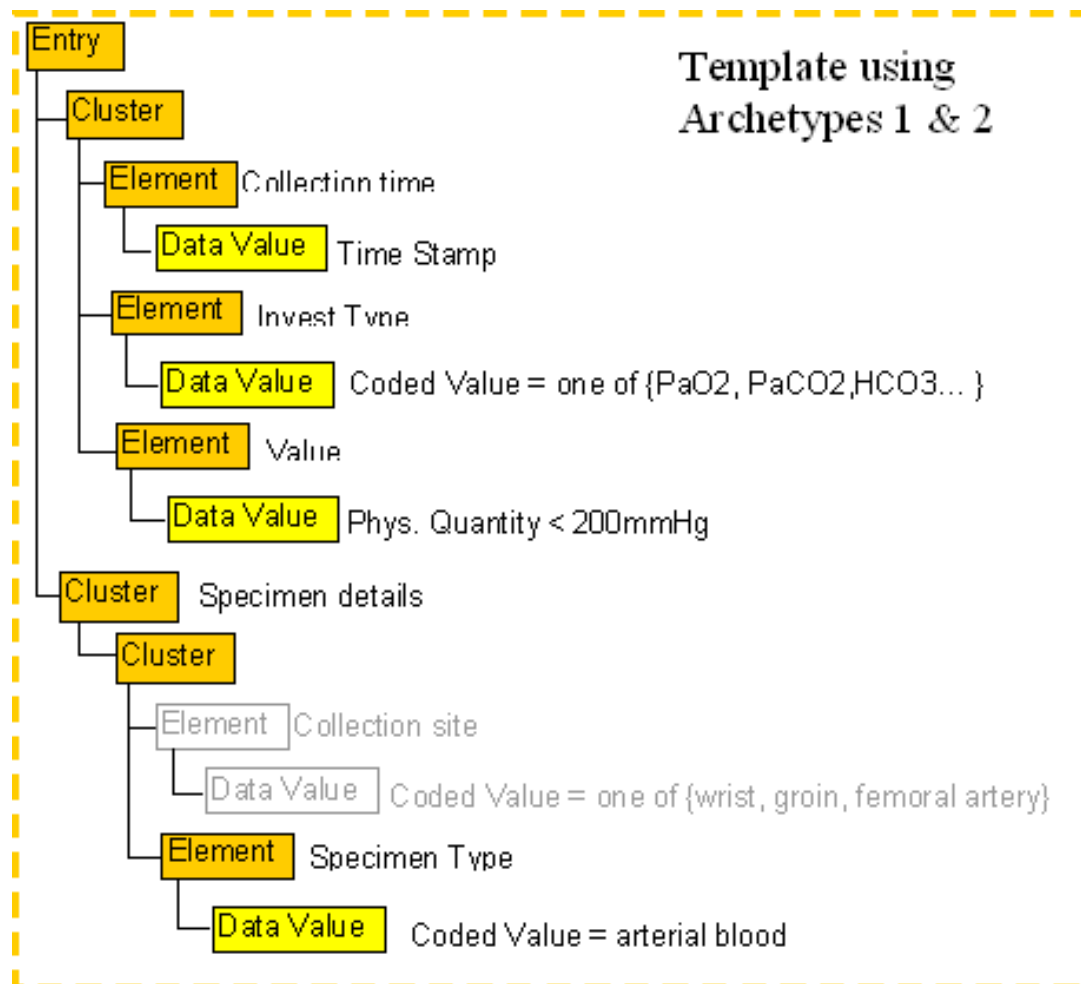 Entry
Template using
Archetypes 1 & 2
Cluster
Element Collection time
Data Value Time Stamp
Element Invest Type
Data Value Coded Value = one of {PaO2, PaCO2,HCO3... }
Element Value
Data Value Phys. Quantity < 200mmHg
Cluster Specimen details
Cluster
Element Collection site
Data Value Coded Value = one of {wrist, groin, femoral artery}
Element Specimen Type
Data Value Coded Value = arterial blood